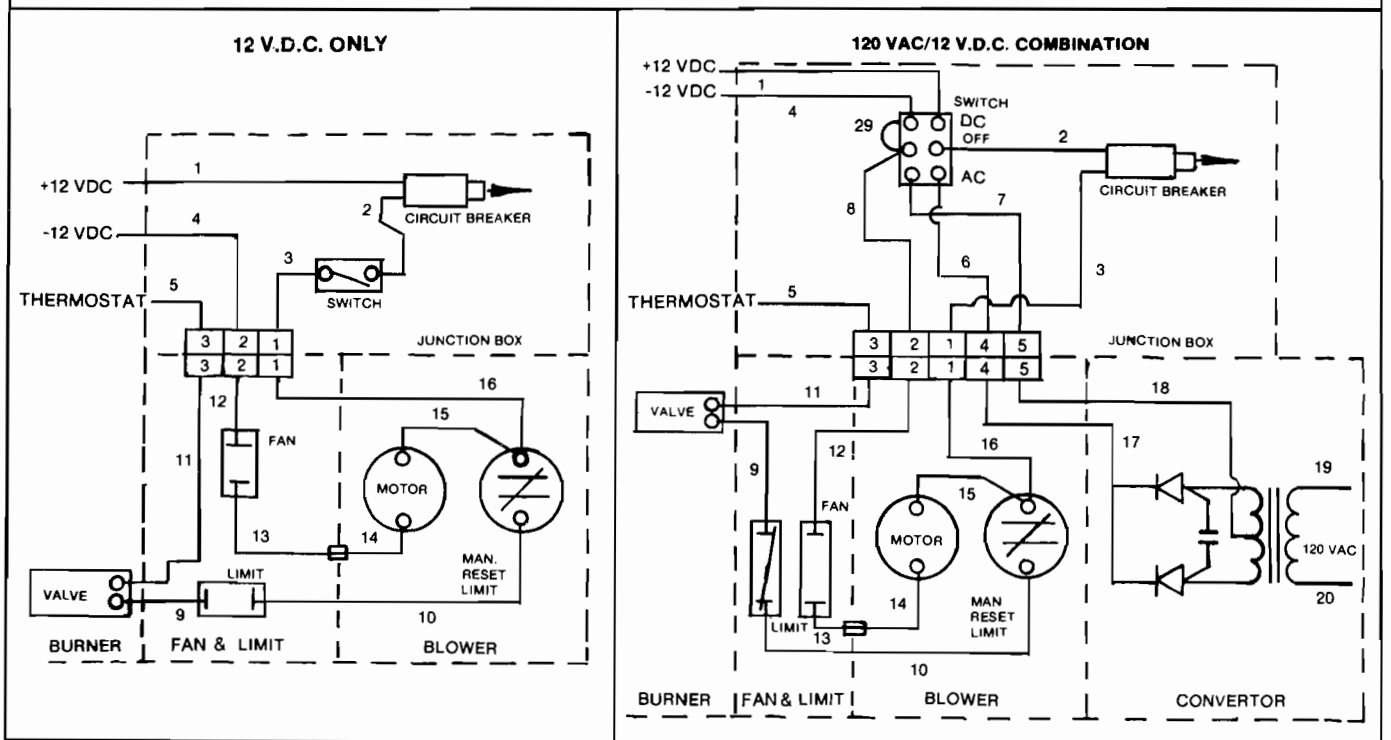 12 V.D.C. ONLY
1
+12 VDC
2
CIRCUIT BREAKER
4
-12 VDC
3
SWITCH
5
THERMOSTAT
3 2 1
JUNCTION BOX
3 2 1
16
12
15
FAN
11
MOTOR
13
14
MAN.
RESET
LIMIT
LIMIT
VALVE
9
10
BURNER
FAN & LIMIT
BLOWER
120 VAC/12 V.D.C. COMBINATION
+12 VDC
1
-12 VDC
4
SWITCH
DC
29
OFF
2
AC
CIRCUIT BREAKER
8
7
6
3
THERMOSTAT
5
3 2 1 4 5
JUNCTION BOX
3 2 1 4 5
11
18
VALVE
12
16
17
9
15
19
FAN
MOTOR
120 VAC
14
MAN
RESET
LIMIT
20
LIMIT
13
10
BURNER
FAN & LIMIT
BLOWER
CONVERTOR